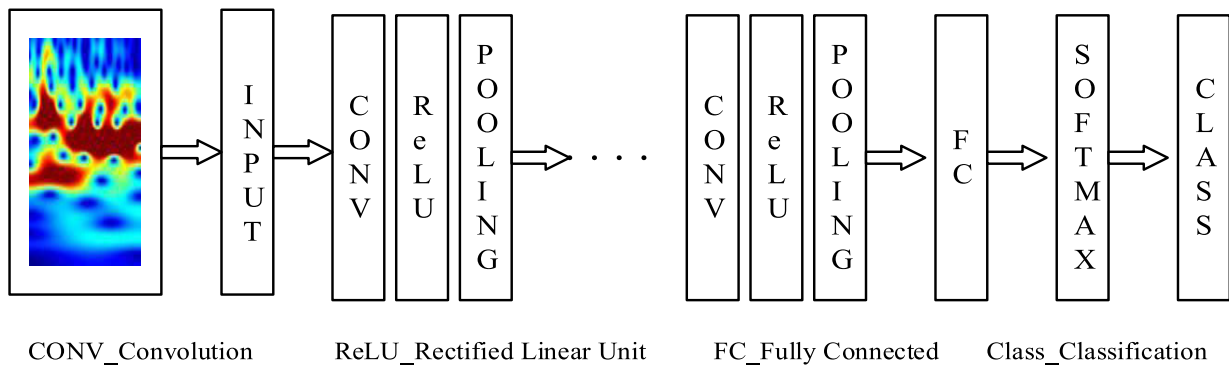 INPUT
CONV
ReLU
POOLING
. . .
CONV
ReLU
POOLING
FC
SOFTMAX
CLASS
CONV_Convolution
ReLU_Rectified Linear Unit
FC_Fully Connected
Class_Classification